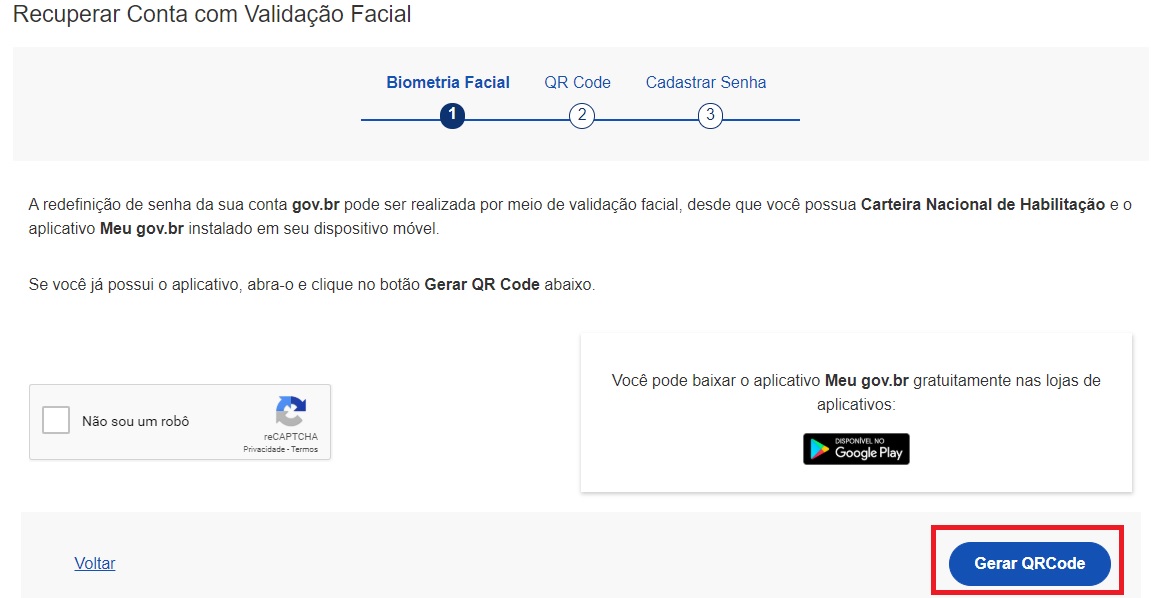 Recuperar Conta com Validação Facial
Biometria Facial
QR Code
Cadastrar Senha
1
2
3
A redefinição de senha da sua conta gov.br pode ser realizada por meio de validação facial, desde que você possua Carteira Nacional de Habilitação e o
aplicativo Meu gov.br instalado em seu dispositivo móvel.
Se você já possui o aplicativo, abra-o e clique no botão Gerar QR Code abaixo.
Não sou um robô
reCAPTCHA
Privacidade - Termos
Você pode baixar o aplicativo Meu gov.br gratuitamente nas lojas de
aplicativos:
DISPONÍVEL NO
Google Play
Voltar
Gerar QRCode